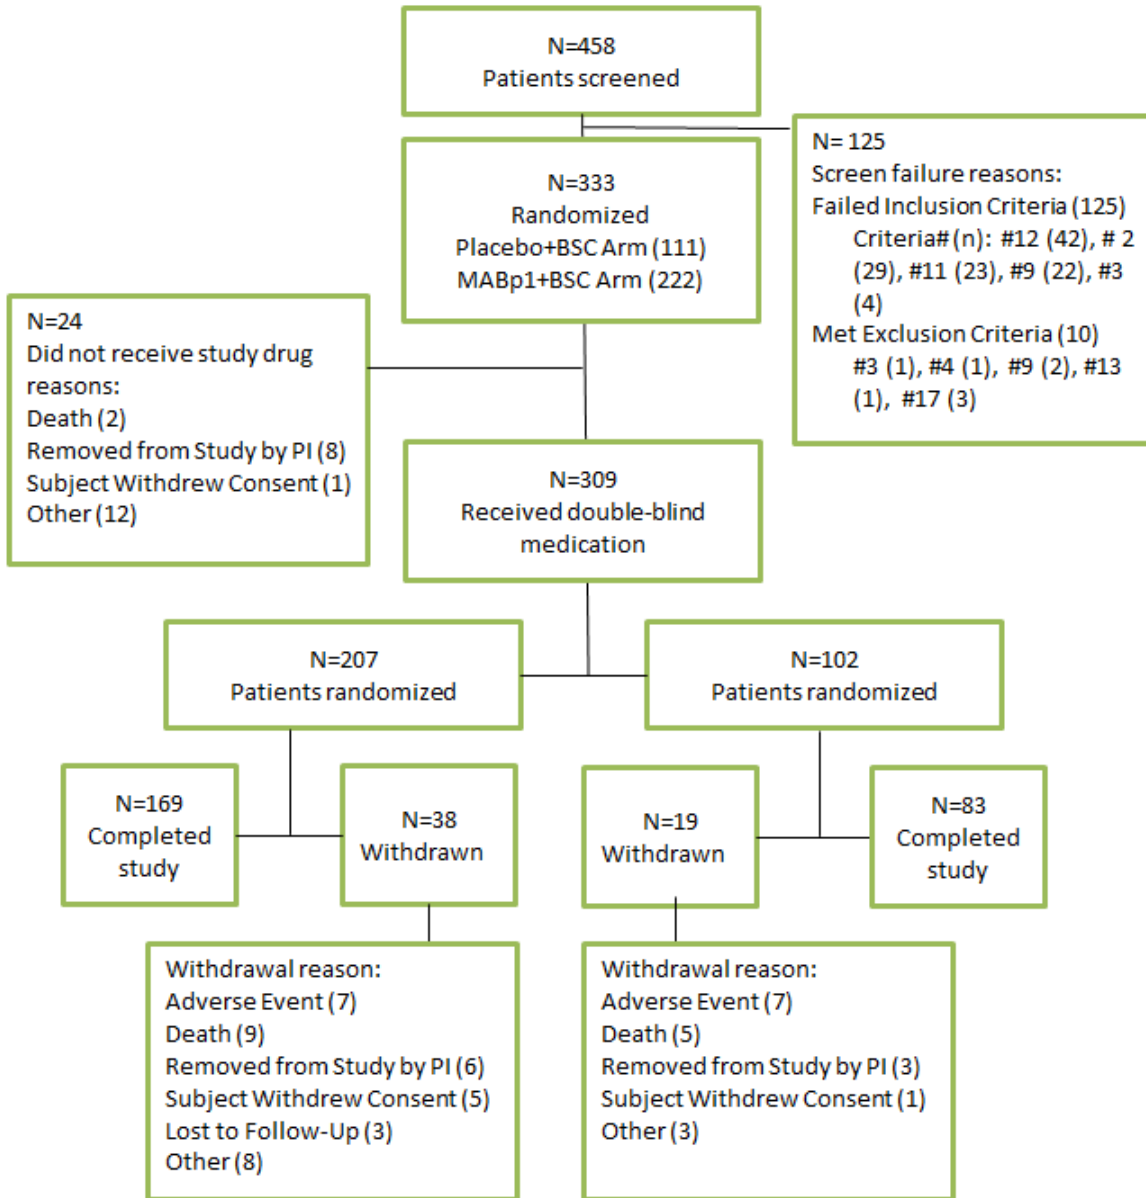 N=458
Patients screened
N= 125
Screen failure reasons:
Failed Inclusion Criteria (125)
Criteria# (n): #12 (42), # 2
(29), #11 (23), #9 (22), #3
(4)
Met Exclusion Criteria (10)
#3 (1), #4 (1), #9 (2), #13
(1), #17 (3)
N=333
Randomized
Placebo+BSC Arm (111)
MABp1+BSC Arm (222)
N=24
Did not receive study drug
reasons:
Death (2)
Removed from Study by PI (8)
Subject Withdrew Consent (1)
Other (12)
N=309
Received double-blind
medication
N=207
Patients randomized
N=102
Patients randomized
N=169
Completed
study
N=38
Withdrawn
N=19
Withdrawn
N=83
Completed
study
Withdrawal reason:
Adverse Event (7)
Death (9)
Removed from Study by PI (6)
Subject Withdrew Consent (5)
Lost to Follow-Up (3)
Other (8)
Withdrawal reason:
Adverse Event (7)
Death (5)
Removed from Study by PI (3)
Subject Withdrew Consent (1)
Other (3)